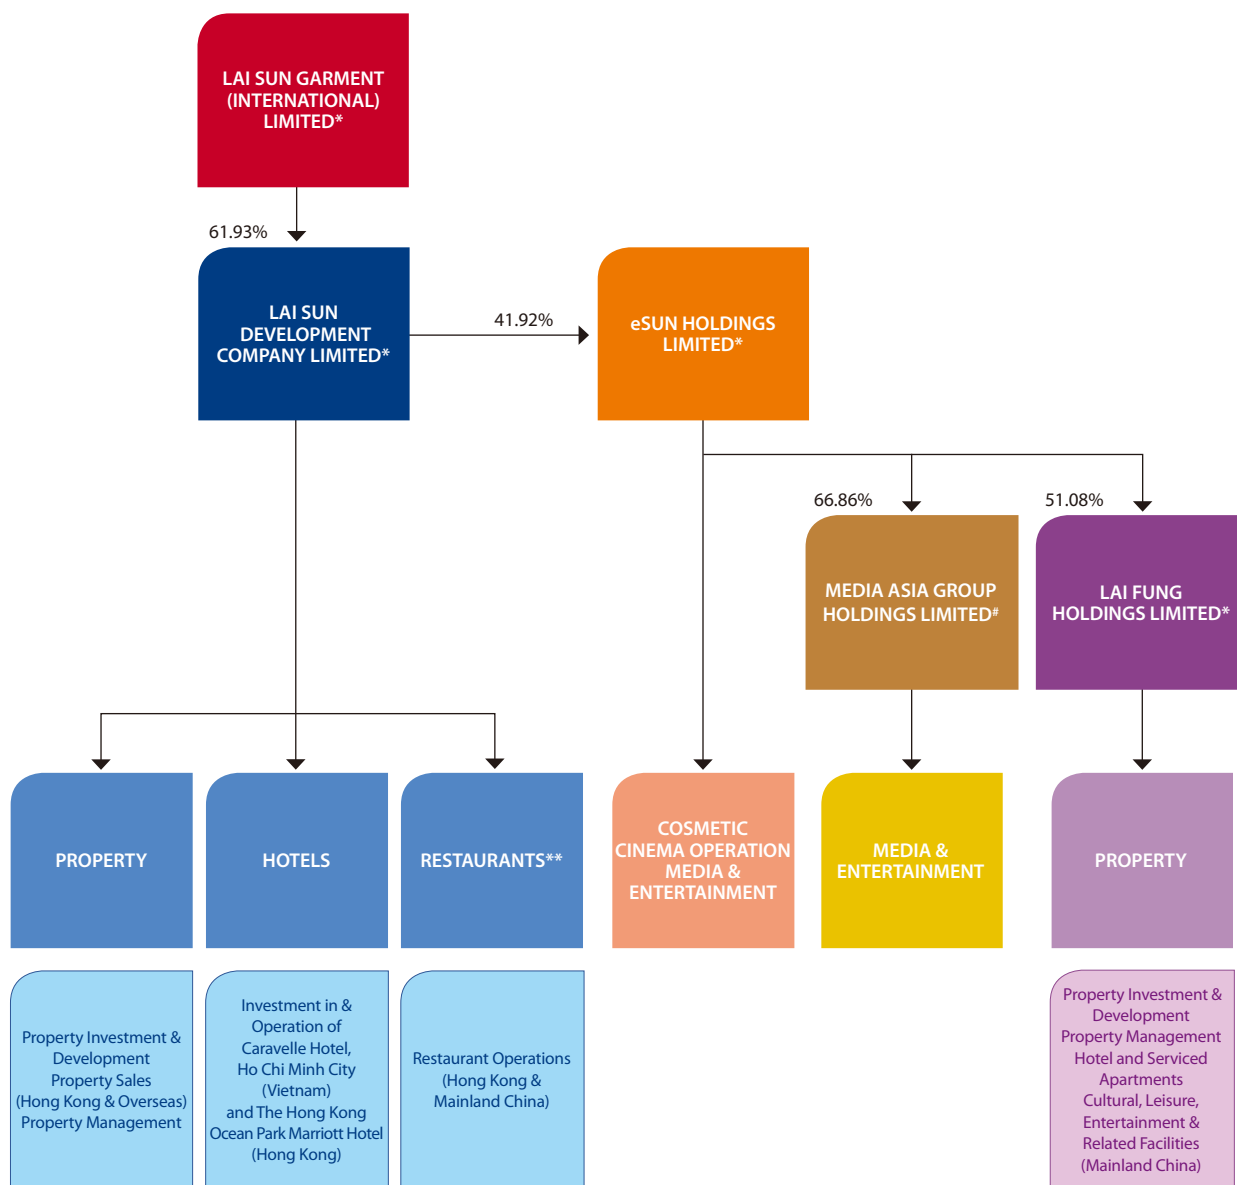 LAI SUN GARMENT
(INTERNATIONAL)
LIMITED*
61.93%
LAI SUN
DEVELOPMENT
COMPANY LIMITED*
41.92%
eSUN HOLDINGS
LIMITED*
66.86%
51.08%
MEDIA ASIA GROUP
HOLDINGS LIMITED#
LAI FUNG
HOLDINGS LIMITED*
PROPERTY
HOTELS
RESTAURANTS**
COSMETIC
CINEMA OPERATION
MEDIA &
ENTERTAINMENT
MEDIA &
ENTERTAINMENT
PROPERTY
Property Investment &
Development
Property Sales
(Hong Kong & Overseas)
Property Management
Investment in &
Operation of
Caravelle Hotel,
Ho Chi Minh City
(Vietnam)
and The Hong Kong
Ocean Park Marriott Hotel
(Hong Kong)
Restaurant Operations
(Hong Kong &
Mainland China)
Property Investment &
Development
Property Management
Hotel and Serviced
Apartments
Cultural, Leisure,
Entertainment &
Related Facilities
(Mainland China)